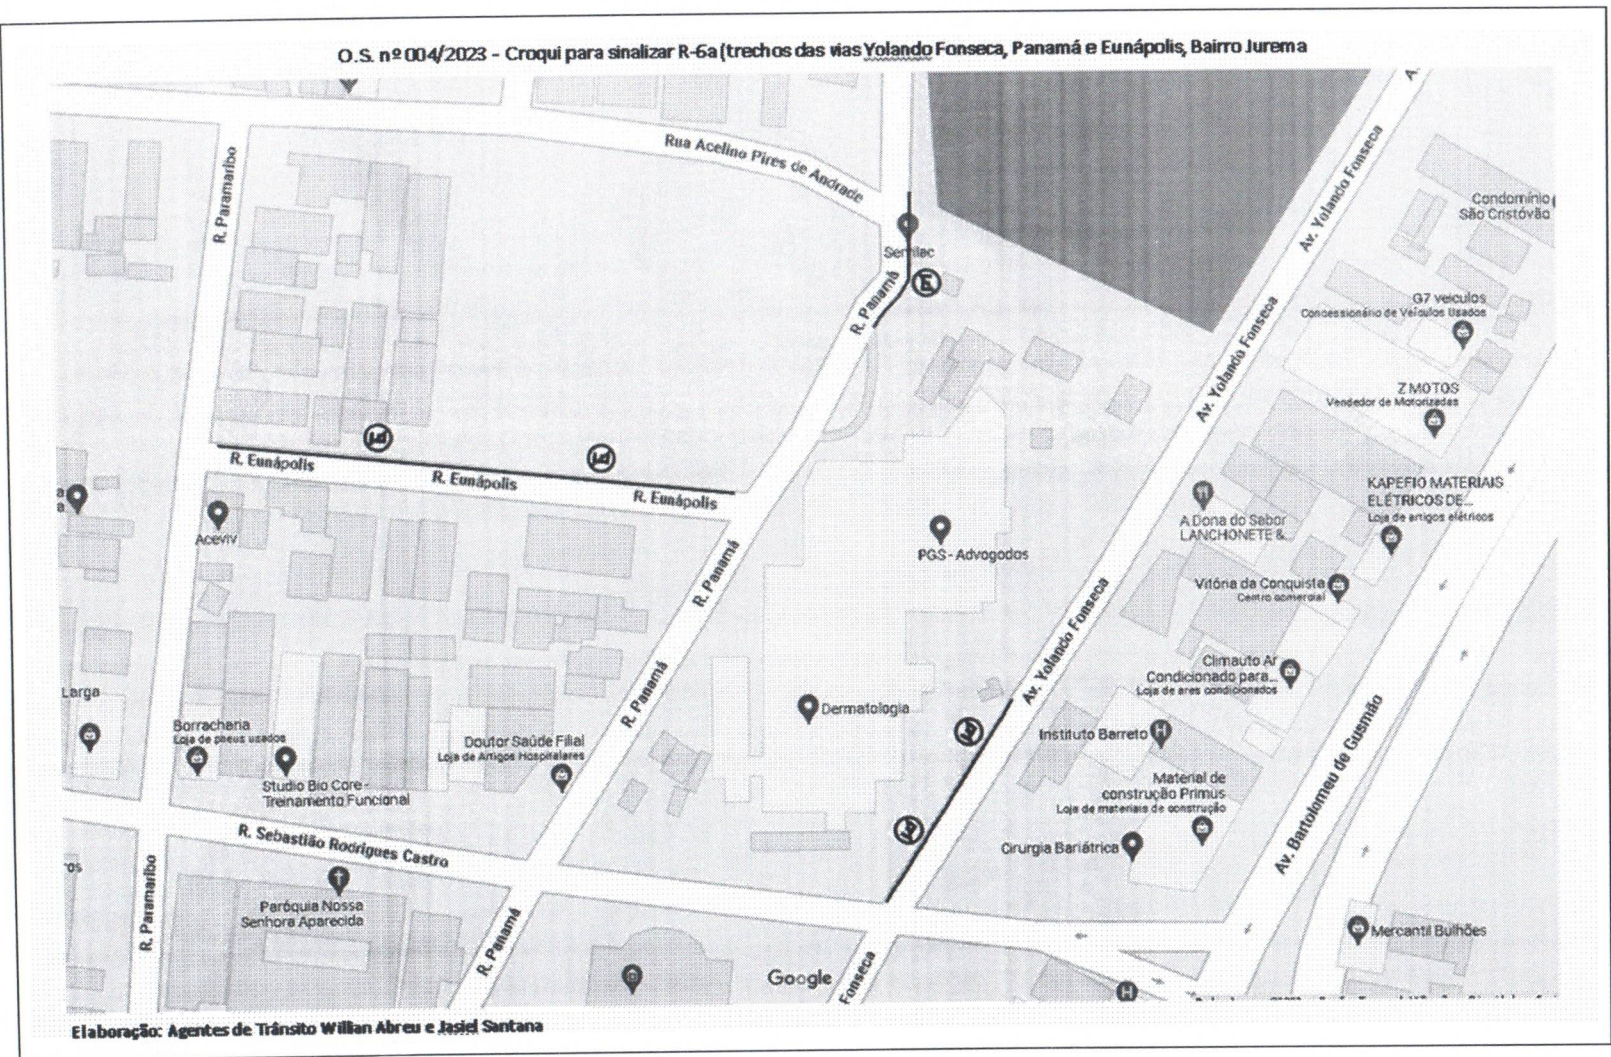 O.S. nº 004/2023 – Croqui para sinalizar R-6a (trechos das vias Yolando Fonseca, Panamá e Eunápolis, Bairro Jurema
Rua Acelino Pires de Andrade
R. Paramaribo
Av. Yolando Fonseca
Condomínio
São Cristóvão
R. Panamá
G7 veiculos
Concessionário de Veículos Usados
Av. Yolando Fonseca
Z MOTOS
Vendedor de Motorizadas
R. Eunápolis
R. Eunápolis
R. Eunápolis
KAPEFIO MATERIAIS
ELÉTRICOS DE...
Loja de artigos elétricos
A Dona do Sabor
LANCHONETE &
Aceviv
PGS - Advogados
R. Panamá
Vitória da Conquista
Centro comercial
Av. Yolando Fonseca
Climauto Ar
Condicionado para...
Loja de ares condicionados
R. Panamá
Larga
Dermatologia
Borracharia
Loja de pneus usados
Instituto Barreto
Doutor Saúde Filial
Loja de Artigos Hospitalares
Studio Bio Core -
Treinamento Funcional
Material de
construção Primus
Loja de materiais de construção
Av. Bartolomeu de Gusmão
R. Sebastião Rodrigues Castro
Cirurgia Bariátrica
R. Paramaribo
Paróquia Nossa
Senhora Aparecida
R. Panamá
Mercantil Bulhões
Google
Fonseca
Elaboração: Agentes de Trânsito Willian Abreu e Jasiel Santana